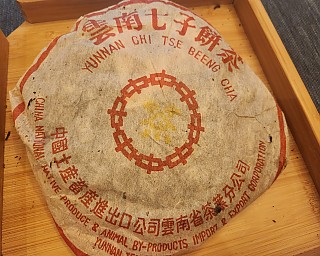 雲南七子餅茶
YUNNAN CHI TSE BEENG CHA
中國土産畜産進出口公司雲南省茶葉分公司
CHINA NATIONAL NATIVE PRODUCE & ANIMAL BY-PRODUCTS IMPORT & EXPORT CORPORATION
YUNNAN